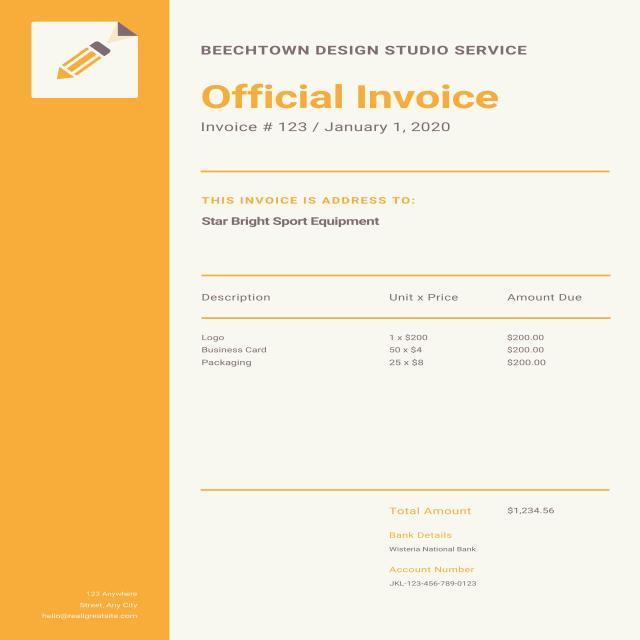 BEECHTOWN DESIGN STUDIO SERVICE
Official Invoice
Invoice # 123 / January 1, 2020
THIS INVOICE IS ADDRESS TO:
Star Bright Sport Equipment
Description Unit x Price Amount Due
Logo 1 x $200 $200.00
Business Card 50 x $4 $200.00
Packaging 25 x $8 $200.00
Total Amount $1,234.56
Bank Details
Wisteria National Bank
Account Number
JKL-123-456-789-0123
123 Anywhere
Street, Any City
hello@reallgreatsite.com